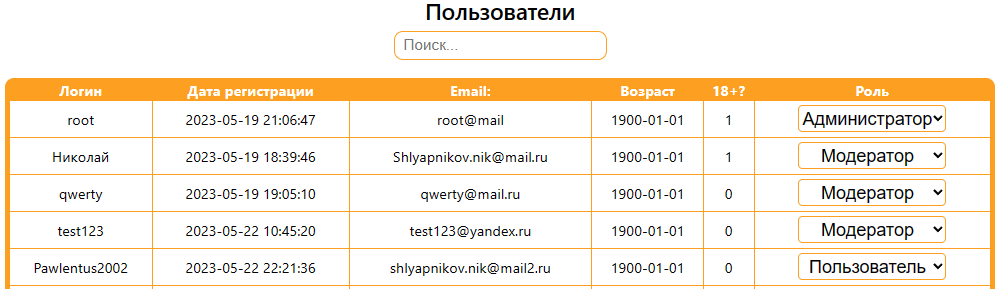 Пользователи
Поиск...
Логин Дата регистрации Email: Возраст 18+? Роль
root 2023-05-19 21:06:47 root@mail 1900-01-01 1 Администратор
Николай 2023-05-19 18:39:46 Shlyapnikov.nik@mail.ru 1900-01-01 1 Модератор
qwerty 2023-05-19 19:05:10 qwerty@mail.ru 1900-01-01 0 Модератор
test123 2023-05-22 10:45:20 test123@yandex.ru 1900-01-01 0 Модератор
Pawlentus2002 2023-05-22 22:21:36 shlyapnikov.nik@mail2.ru 1900-01-01 0 Пользователь